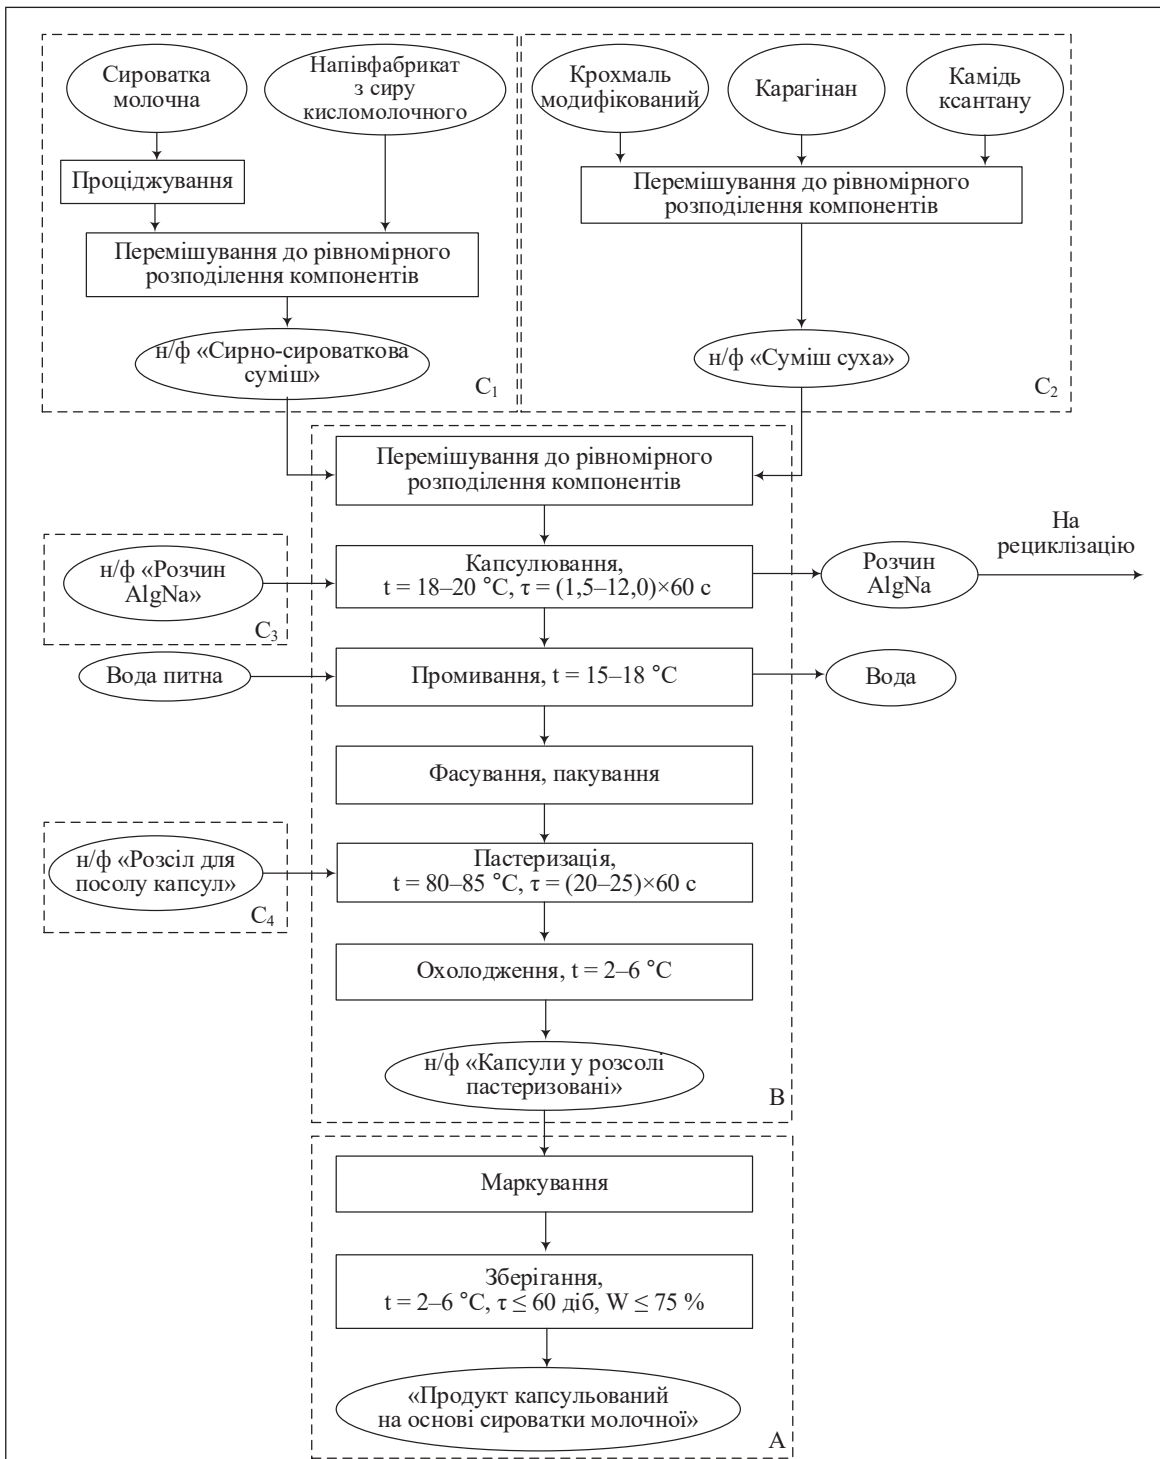 Сироватка
молочна
Напівфабрикат
з сиру
кисломолочного
Крохмаль
модифікований
Карагінан
Камідь
ксантану
Проціджування
Перемішування до рівномірного
розподілення компонентів
Перемішування до рівномірного
розподілення компонентів
н/ф «Сирно-сироваткова
суміш»
С1
н/ф «Суміш суха»
С2
Перемішування до рівномірного
розподілення компонентів
н/ф «Розчин
AlgNa»
С3
Капсулювання,
t = 18–20 °C, τ = (1,5–12,0)×60 с
Розчин
AlgNa
На
рециклізацію
Вода питна
Промивання, t = 15–18 °C
Вода
Фасування, пакування
н/ф «Розсіл для
посолу капсул»
С4
Пастеризація,
t = 80–85 °C, τ = (20–25)×60 с
Охолодження, t = 2–6 °C
н/ф «Капсули у розсолі
пастеризовані»
В
Маркування
Зберігання,
t = 2–6 °C, τ ≤ 60 діб, W ≤ 75 %
«Продукт капсульований
на основі сироватки молочної»
А